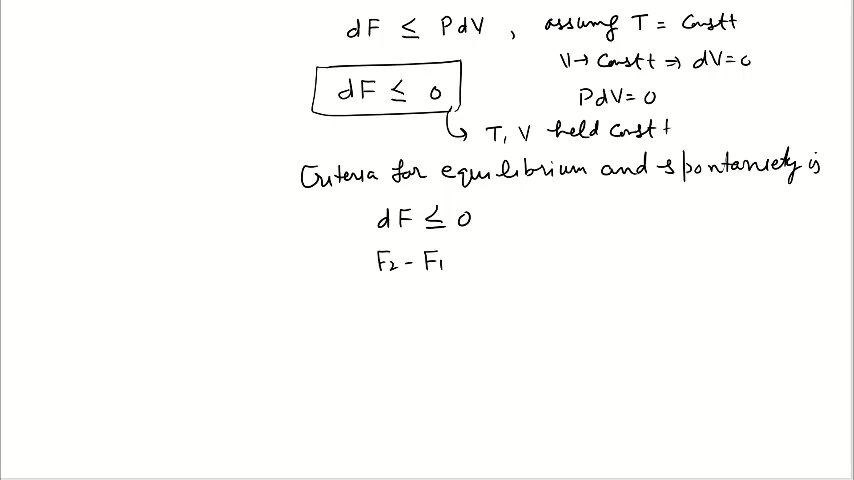 dF ≤ PdV , assuming T = Constt
V → Constt ⇒ dV=0
dF ≤ 0
PdV = 0
T, V held Constt
Criteria for equilibrium and spontaniety is
dF ≤ 0
F₂ - F₁